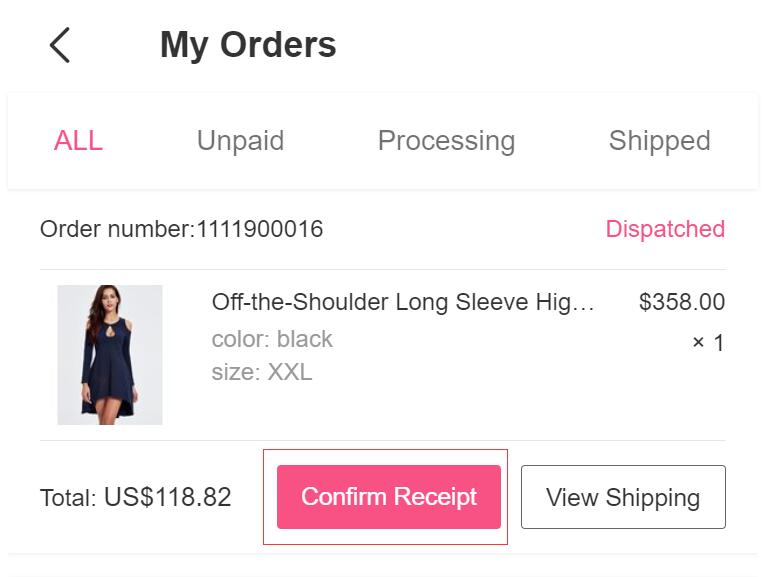 My Orders
ALL Unpaid Processing Shipped
Order number:1111900016 Dispatched
Off-the-Shoulder Long Sleeve Hig... $358.00
color: black × 1
size: XXL
Total: US$118.82 Confirm Receipt View Shipping